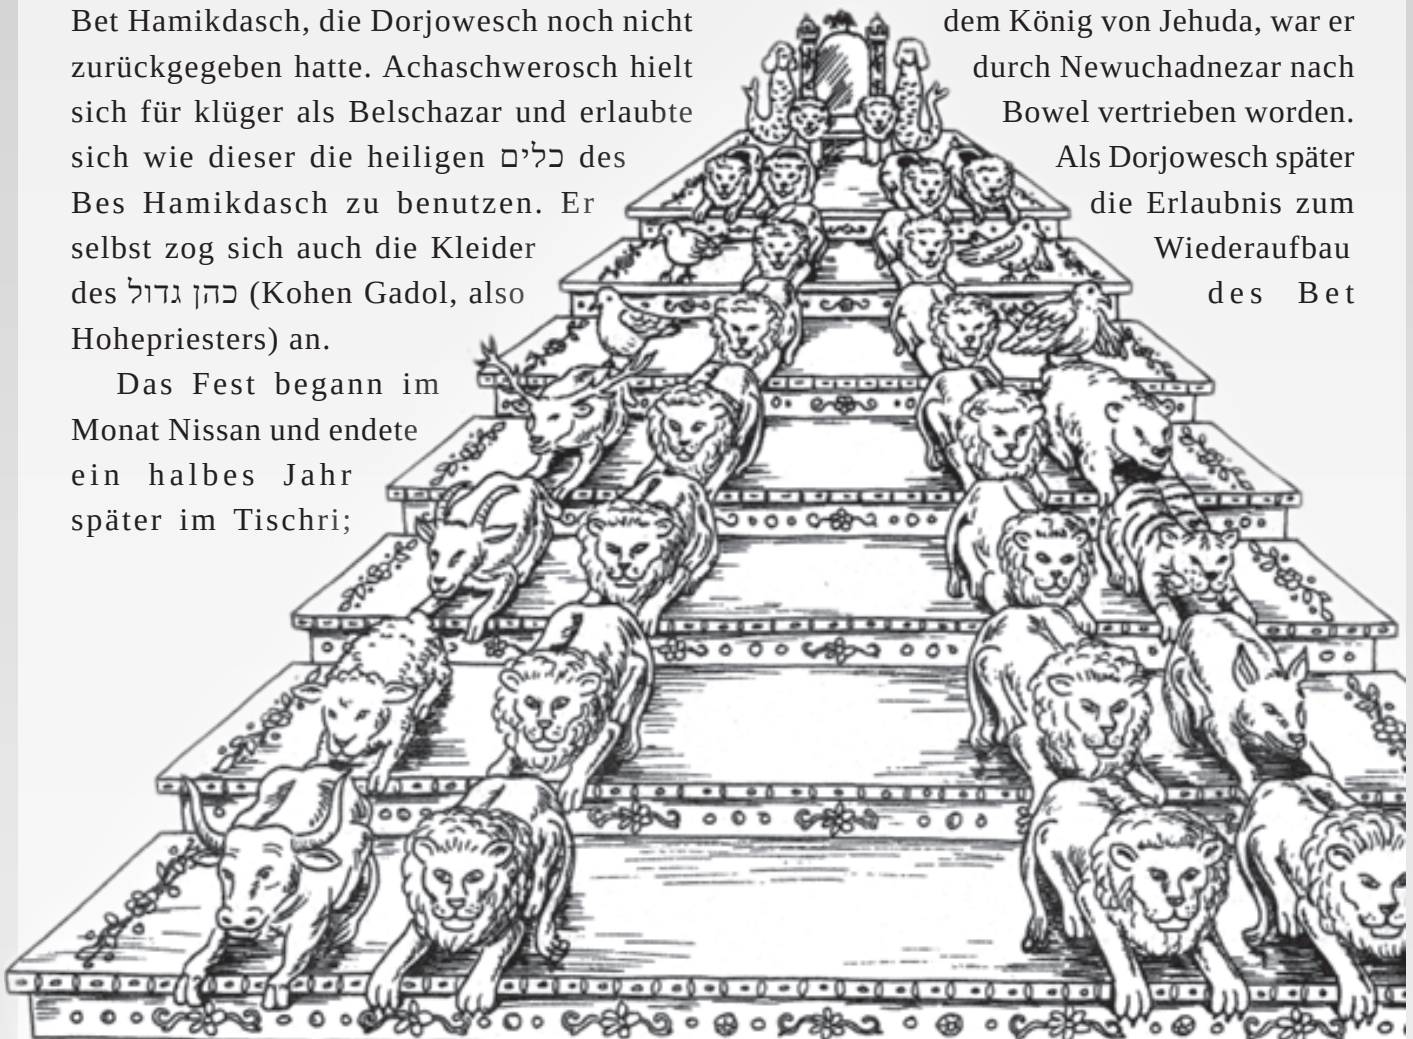 Bet Hamikdasch, die Dorjowesch noch nicht
zurückgegeben hatte. Achaschwerosch hielt
sich für klüger als Belschazar und erlaubte
sich wie dieser die heiligen כלים des
Bes Hamikdasch zu benutzen. Er
selbst zog sich auch die Kleider
des כהן גדול (Kohen Gadol, also
Hohepriesters) an.
Das Fest begann im
Monat Nissan und endete
ein halbes Jahr
später im Tischri;
dem König von Jehuda, war er
durch Newuchadnezar nach
Bowel vertrieben worden.
Als Dorjowesch später
die Erlaubnis zum
Wiederaufbau
des Bet